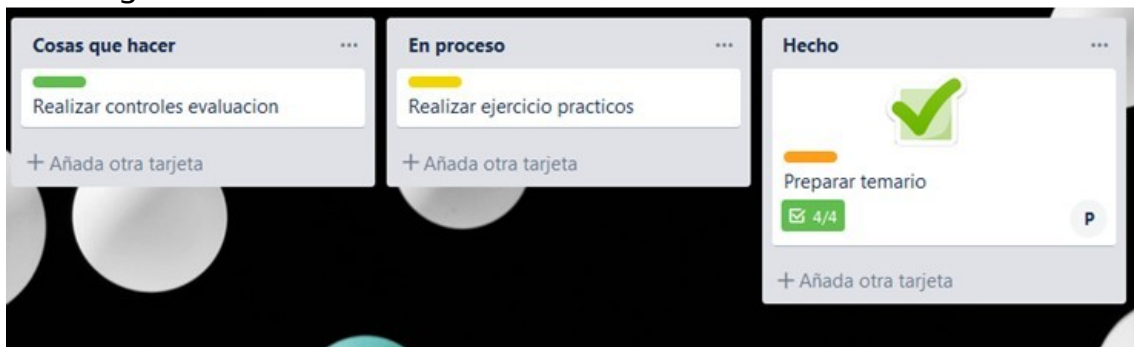 Cosas que hacer
Realizar controles evaluacion
+ Añada otra tarjeta
En proceso
Realizar ejercicio practicos
+ Añada otra tarjeta
Hecho
Preparar temario
4/4
P
+ Añada otra tarjeta